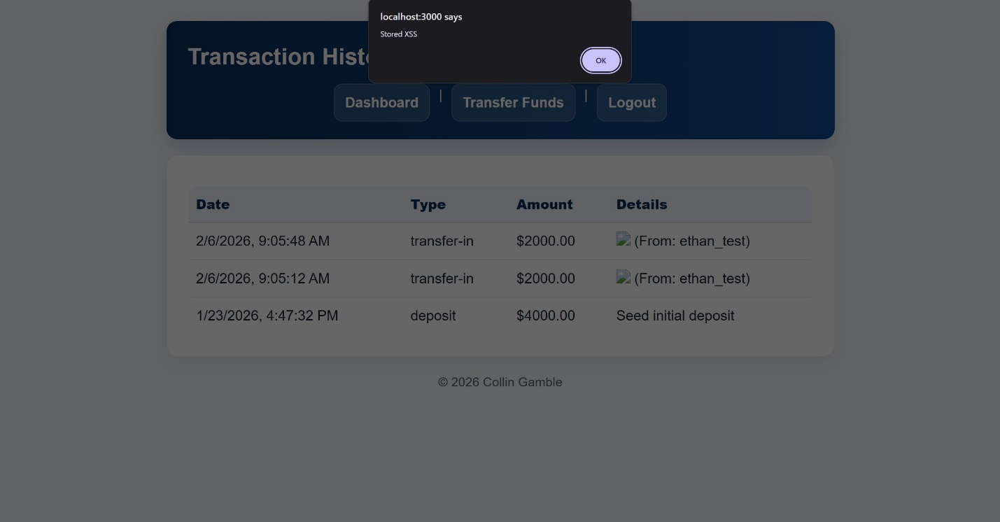 localhost:3000 says
Stored XSS
OK
Transaction Histo
Dashboard | Transfer Funds | Logout
Date Type Amount Details
2/6/2026, 9:05:48 AM transfer-in $2000.00 (From: ethan_test)
2/6/2026, 9:05:12 AM transfer-in $2000.00 (From: ethan_test)
1/23/2026, 4:47:32 PM deposit $4000.00 Seed initial deposit
© 2026 Collin Gamble